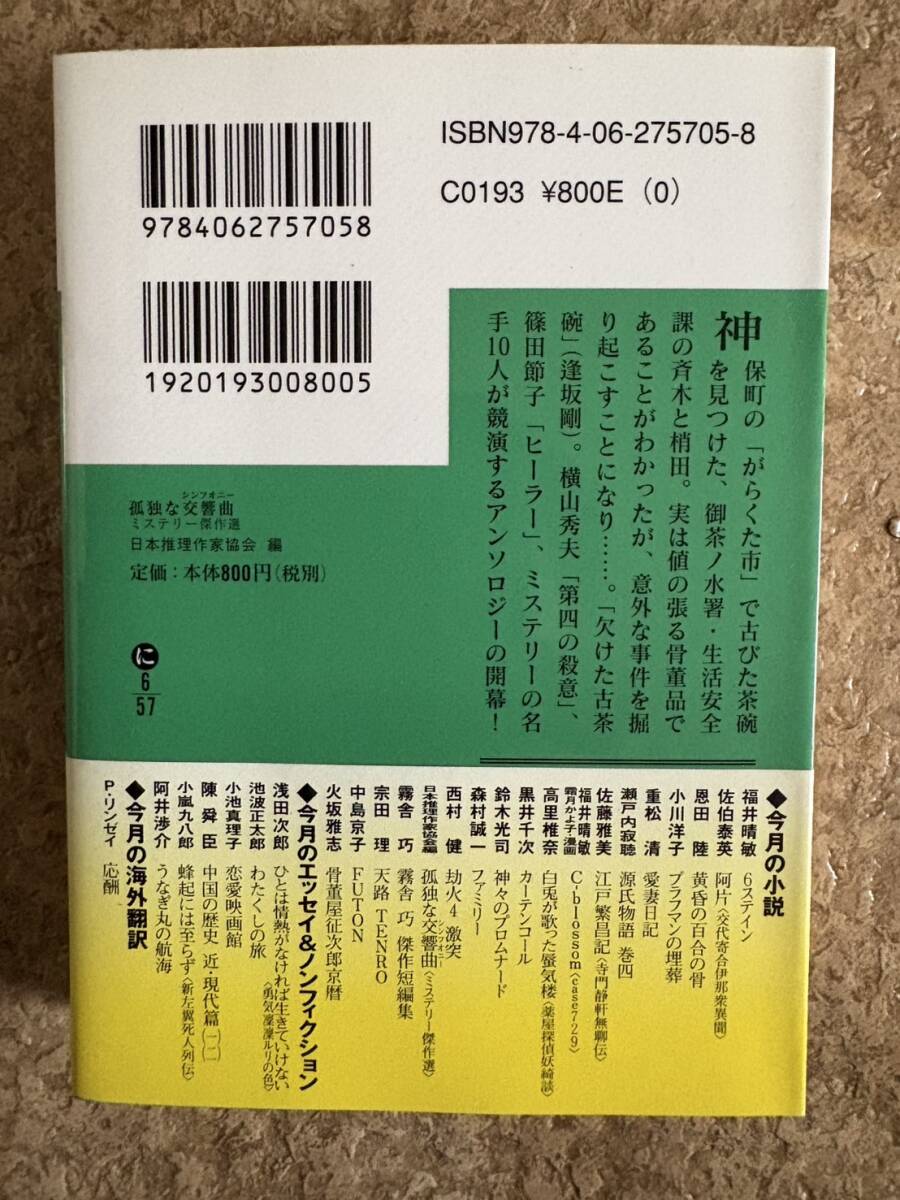 ISBN978-4-06-275705-8
C0193 ¥800E (0)
9784062757058
1920193008005
神保町の「がらくた市」で古びた茶碗
を見つけた、御茶ノ水署・生活安全
課の斉木と梢田。実は値の張る骨董品で
あることがわかったが、意外な事件を掘
り起こすことになり……。「欠けた古茶
碗」(逢坂剛)。横山秀夫「第四の殺意」、
篠田節子「ヒーラー」、ミステリーの名
手10人が競演するアンソロジーの開幕!
シンフォニー
孤独な交響曲
ミステリー傑作選
日本推理作家協会 編
定価:本体800円(税別)
に
6
57
◆今月の小説
福井晴敏 6ステイン
佐伯泰英 阿片〈交代寄合伊那衆異聞〉
恩田 陸 黄昏の百合の骨
小川洋子 ブラフマンの埋葬
重松 清 愛妻日記
瀬戸内寂聴 源氏物語 巻四
佐藤雅美 江戸繁昌記〈寺門静軒無聊伝〉
福井晴敏 霜月かよ子・漫画 C-blossom〈case729〉
高里椎奈 白兎が歌った蜃気楼〈薬屋探偵妖綺談〉
黒井千次 カーテンコール
鈴木光司 神々のプロムナード
森村誠一 ファミリー
西村 健 劫火4 激突
日本推理作家協会編 孤独な交響曲〈ミステリー傑作選〉
シンフォニー
霧舎 巧 霧舎 巧 傑作短編集
宗田 理 天路 TENRO
中島京子 FUTON
火坂雅志 骨董屋征次郎京暦
◆今月のエッセイ&ノンフィクション
浅田次郎 ひとは情熱がなければ生きていけない〈勇気凛凛ルリの色〉
池波正太郎 わたくしの旅
小池真理子 恋愛映画館
陳 舜臣 中国の歴史 近・現代篇(一)(二)
小嵐九八郎 蜂起には至らず〈新左翼死人列伝〉
阿井渉介 うなぎ丸の航海
◆今月の海外翻訳
P・リンゼイ 応酬